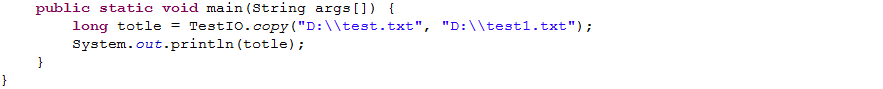 public static void main(String args[]) {
long totle = TestIO.copy("D:\\test.txt", "D:\\test1.txt");
System.out.println(totle);
}
}